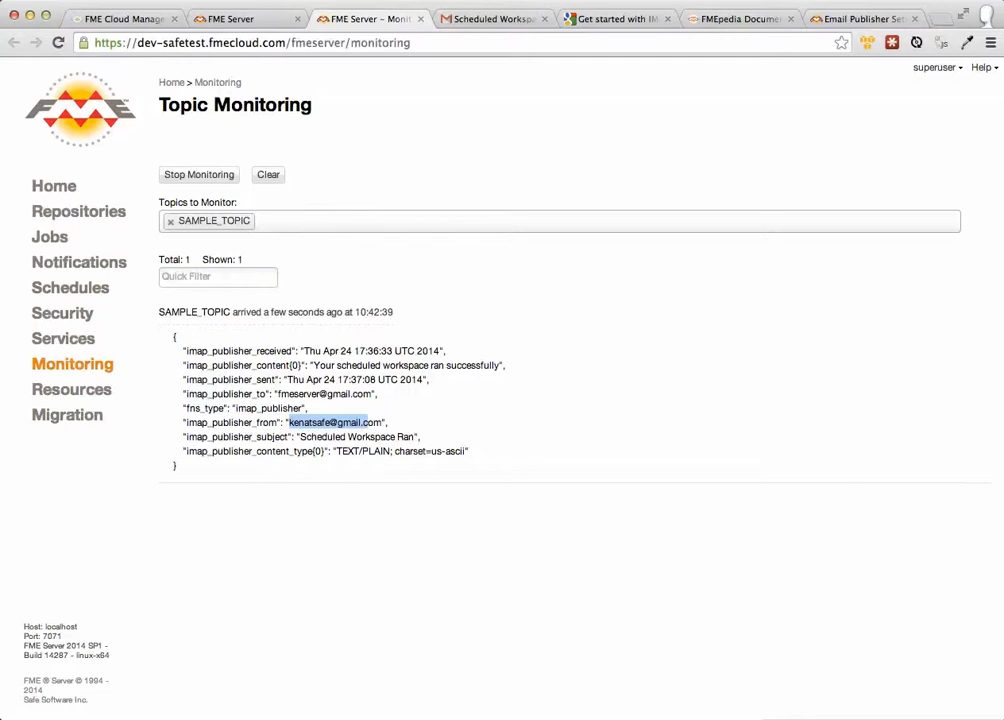 FME Cloud Manage
FME Server
FME Server – Monit
Scheduled Workspa
Get started with IM
FMEpedia Documen
Email Publisher Set
https://dev-safetest.fmecloud.com/fmeserver/monitoring
superuser
Help
Home > Monitoring
Topic Monitoring
FME
Stop Monitoring
Clear
Topics to Monitor:
SAMPLE_TOPIC
Home
Repositories
Jobs
Notifications
Schedules
Security
Services
Monitoring
Resources
Migration
Total: 1 Shown: 1
Quick Filter
SAMPLE_TOPIC arrived a few seconds ago at 10:42:39
{
"imap_publisher_received": "Thu Apr 24 17:36:33 UTC 2014",
"imap_publisher_content{0}": "Your scheduled workspace ran successfully",
"imap_publisher_sent": "Thu Apr 24 17:37:08 UTC 2014",
"imap_publisher_to": "fmeserver@gmail.com",
"fns_type": "imap_publisher",
"imap_publisher_from": "kenatsafe@gmail.com",
"imap_publisher_subject": "Scheduled Workspace Ran",
"imap_publisher_content_type{0}": "TEXT/PLAIN; charset=us-ascii"
}
Host: localhost
Port: 7071
FME Server 2014 SP1 -
Build 14287 - linux-x64
FME ® Server © 1994 -
2014
Safe Software Inc.